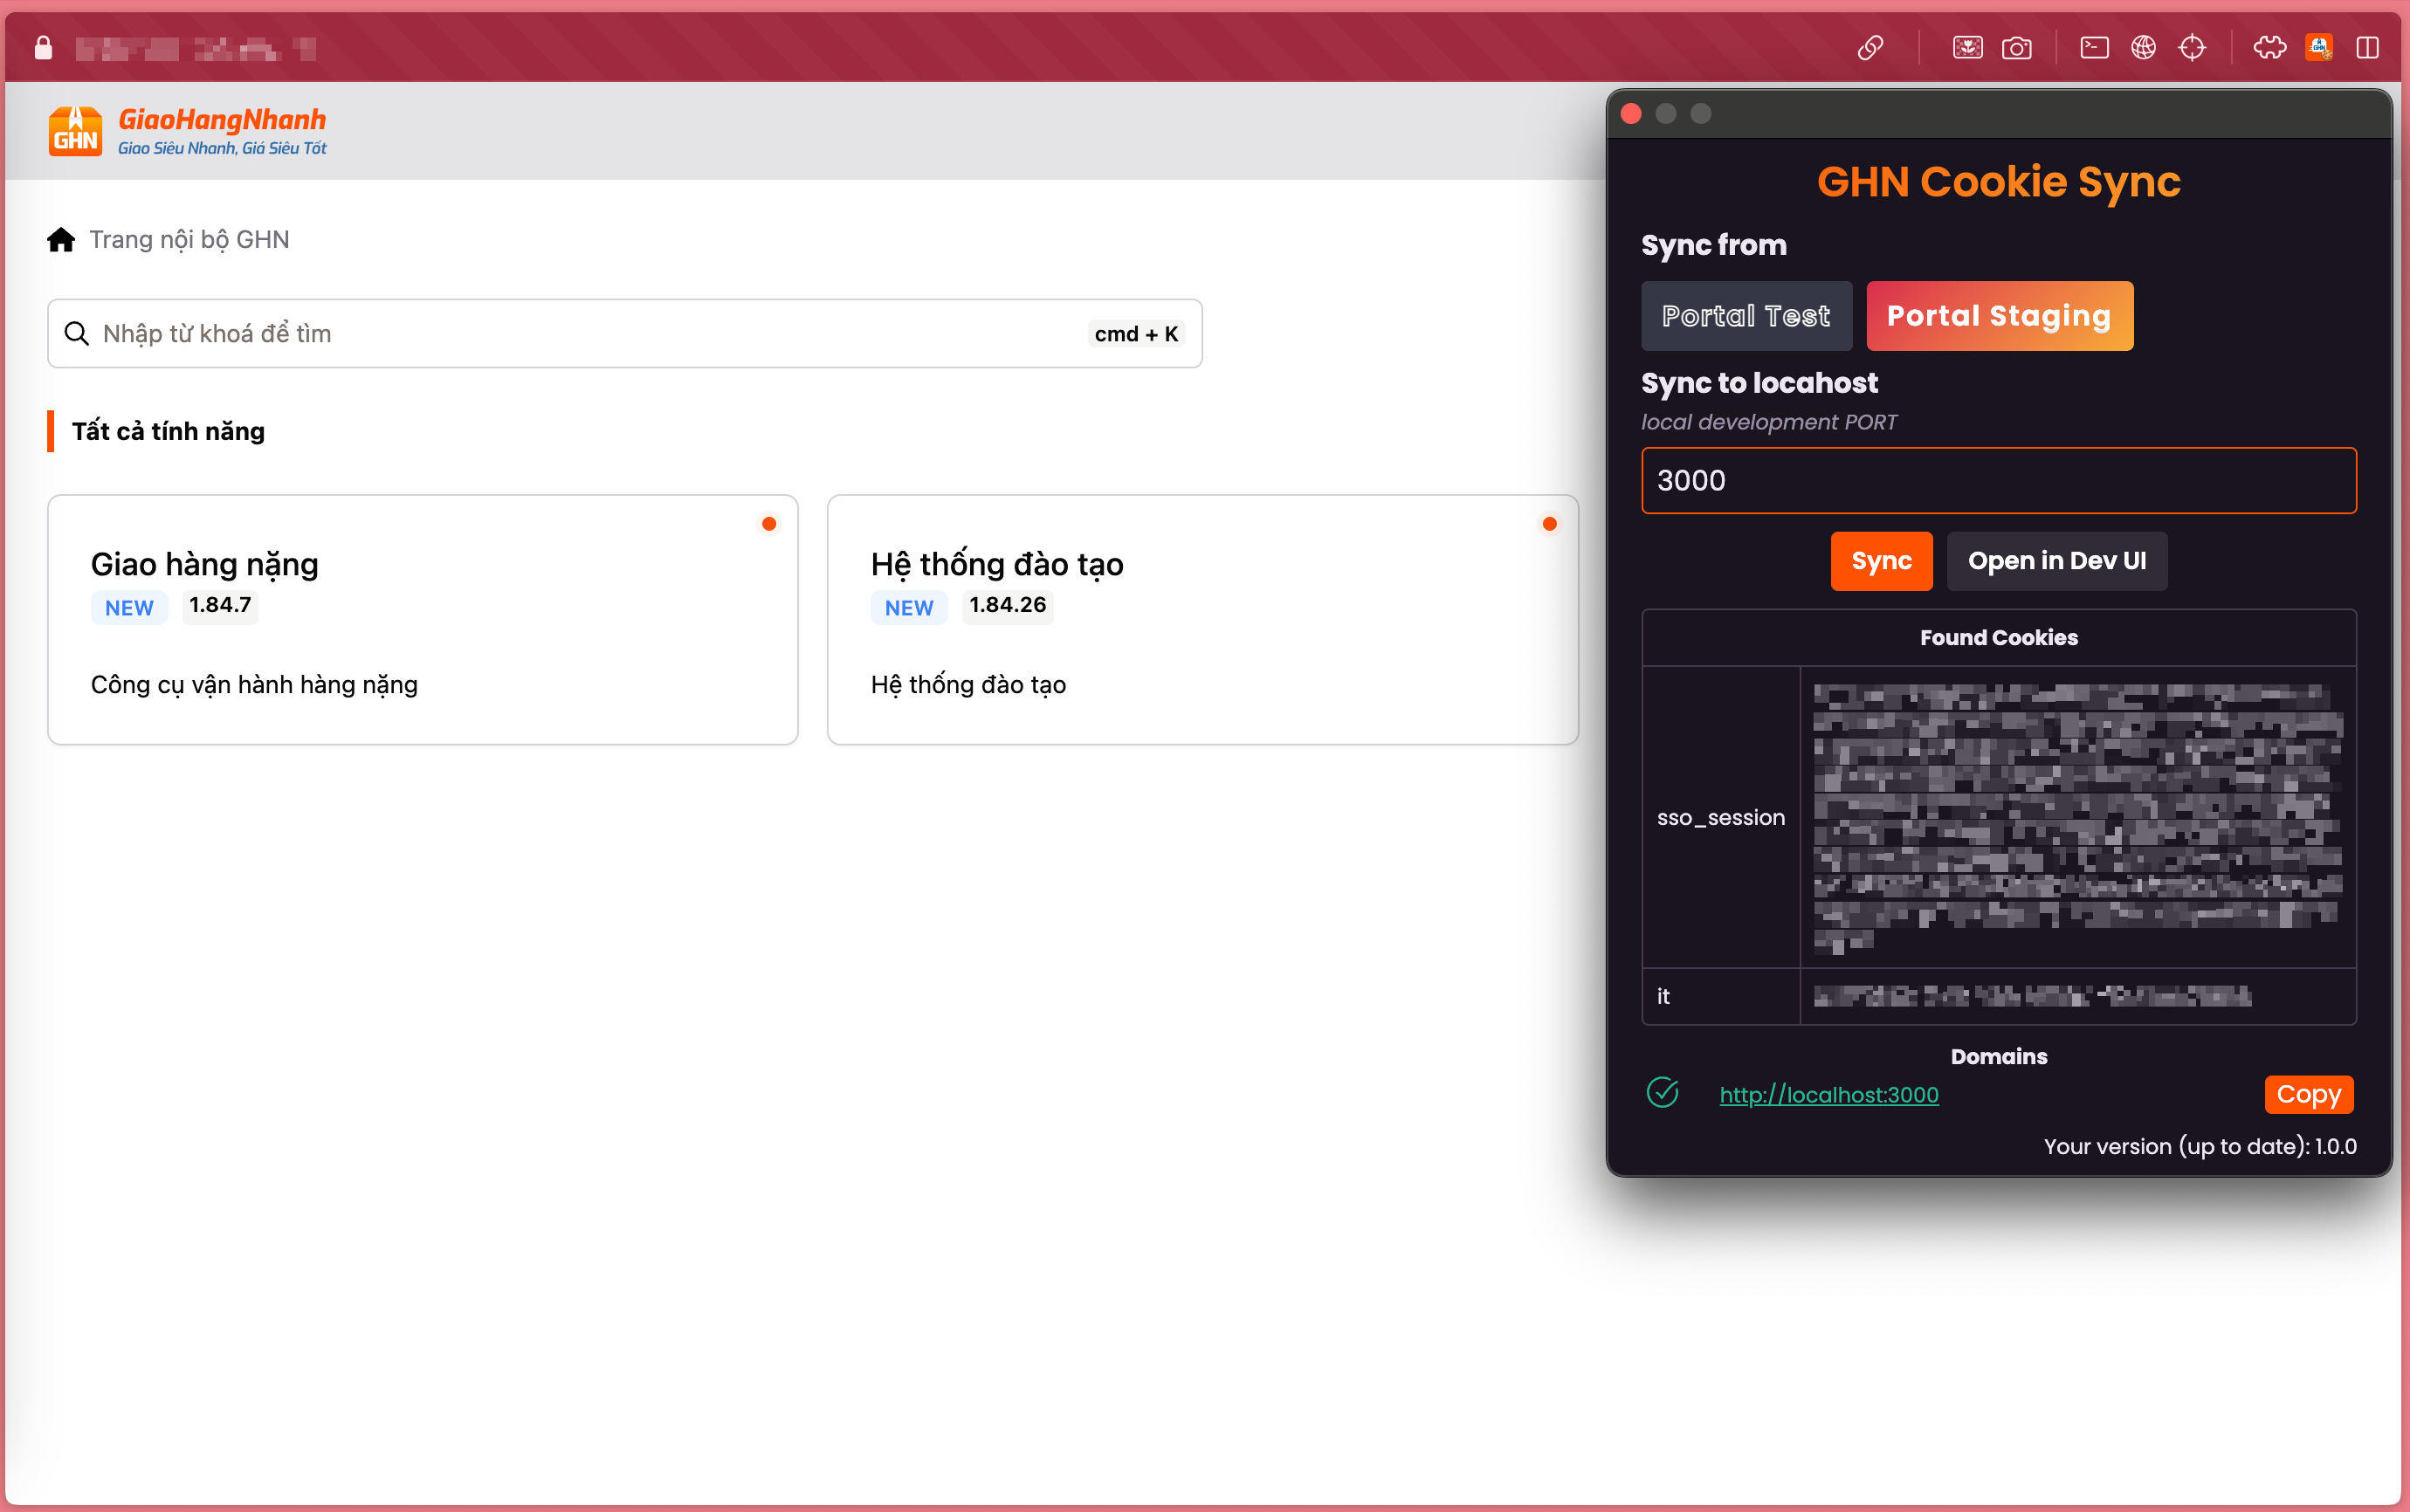 GHN
GiaoHangNhanh
Giao Siêu Nhanh, Giá Siêu Tốt
Trang nội bộ GHN
Nhập từ khoá để tìm
cmd + K
Tất cả tính năng
Giao hàng nặng
NEW 1.84.7
Công cụ vận hành hàng nặng
Hệ thống đào tạo
NEW 1.84.26
Hệ thống đào tạo
GHN Cookie Sync
Sync from
Portal Test
Portal Staging
Sync to locahost
local development PORT
3000
Sync
Open in Dev UI
Found Cookies
sso_session
it
Domains
http://localhost:3000
Copy
Your version (up to date): 1.0.0